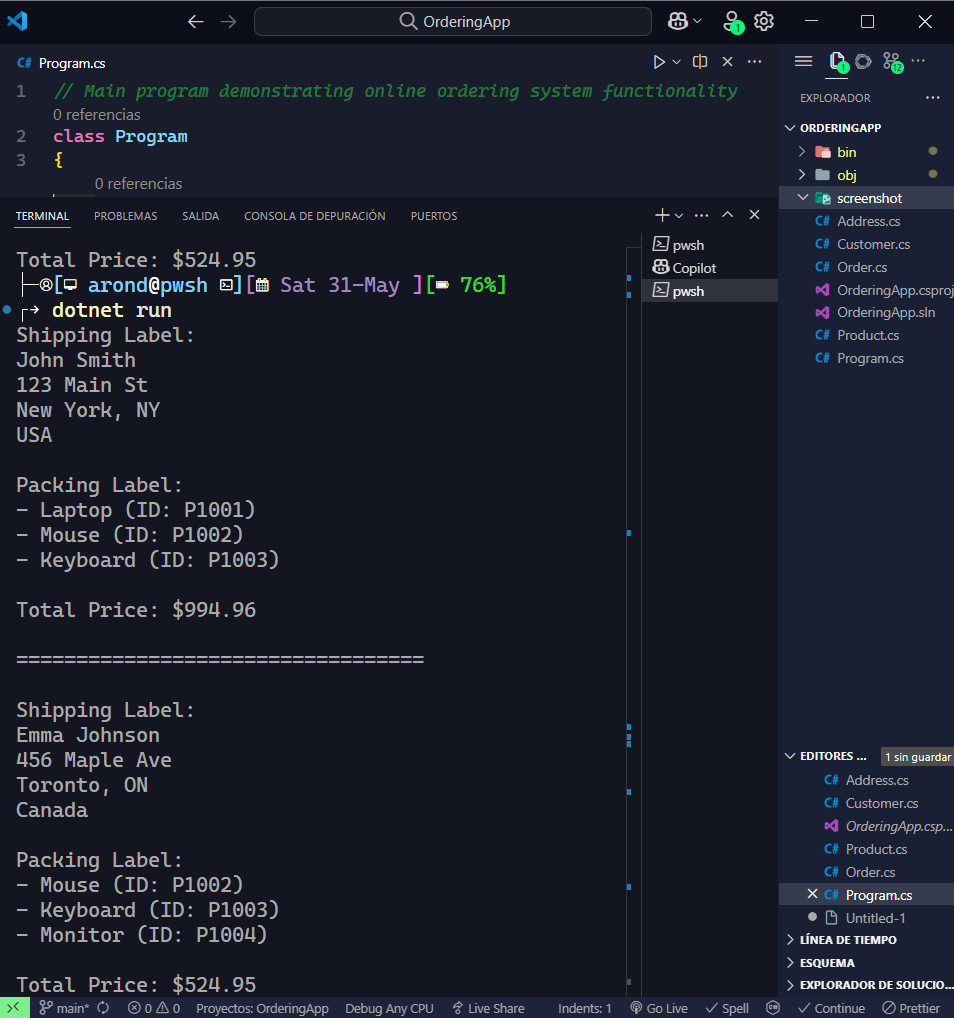 OrderingApp
1
C# Program.cs
1 // Main program demonstrating online ordering system functionality
0 referencias
2 class Program
3 {
0 referencias
TERMINAL PROBLEMAS SALIDA CONSOLA DE DEPURACIÓN PUERTOS
Total Price: $524.95
[ arond@pwsh ][ Sat 31-May ][ 76%]
dotnet run
Shipping Label:
John Smith
123 Main St
New York, NY
USA
Packing Label:
- Laptop (ID: P1001)
- Mouse (ID: P1002)
- Keyboard (ID: P1003)
Total Price: $994.96
==================================
Shipping Label:
Emma Johnson
456 Maple Ave
Toronto, ON
Canada
Packing Label:
- Mouse (ID: P1002)
- Keyboard (ID: P1003)
- Monitor (ID: P1004)
Total Price: $524.95
pwsh
Copilot
pwsh
1 12
EXPLORADOR
ORDERINGAPP
bin
obj
screenshot
C# Address.cs
C# Customer.cs
C# Order.cs
OrderingApp.csproj
OrderingApp.sln
C# Product.cs
C# Program.cs
EDITORES ... 1 sin guardar
C# Address.cs
C# Customer.cs
OrderingApp.csp...
C# Product.cs
C# Order.cs
C# Program.cs
Untitled-1
LÍNEA DE TIEMPO
ESQUEMA
EXPLORADOR DE SOLUCIO...
main* 0 0 Proyectos: OrderingApp Debug Any CPU Live Share Indents: 1 Go Live Spell Continue Prettier